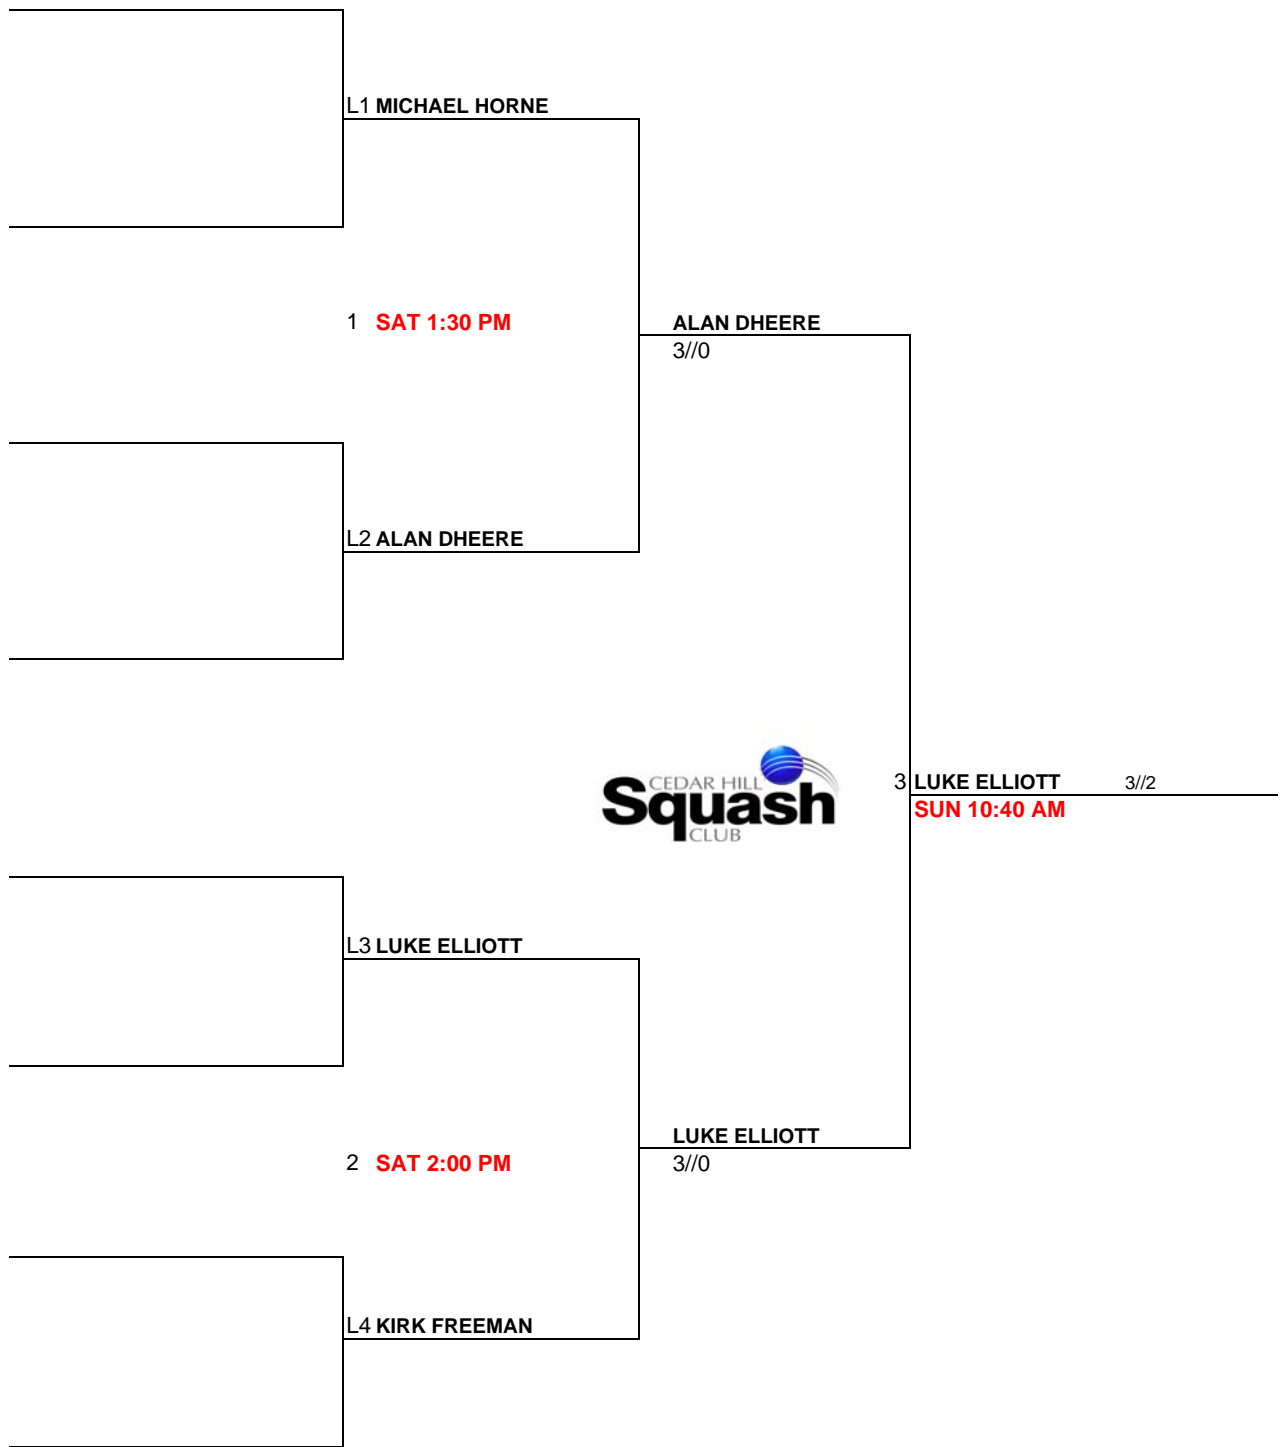 L1 MICHAEL HORNE
1 SAT 1:30 PM
ALAN DHEERE
3//0
L2 ALAN DHEERE
CEDAR HILL
Squash
CLUB
3 LUKE ELLIOTT 3//2
SUN 10:40 AM
L3 LUKE ELLIOTT
LUKE ELLIOTT
2 SAT 2:00 PM
3//0
L4 KIRK FREEMAN